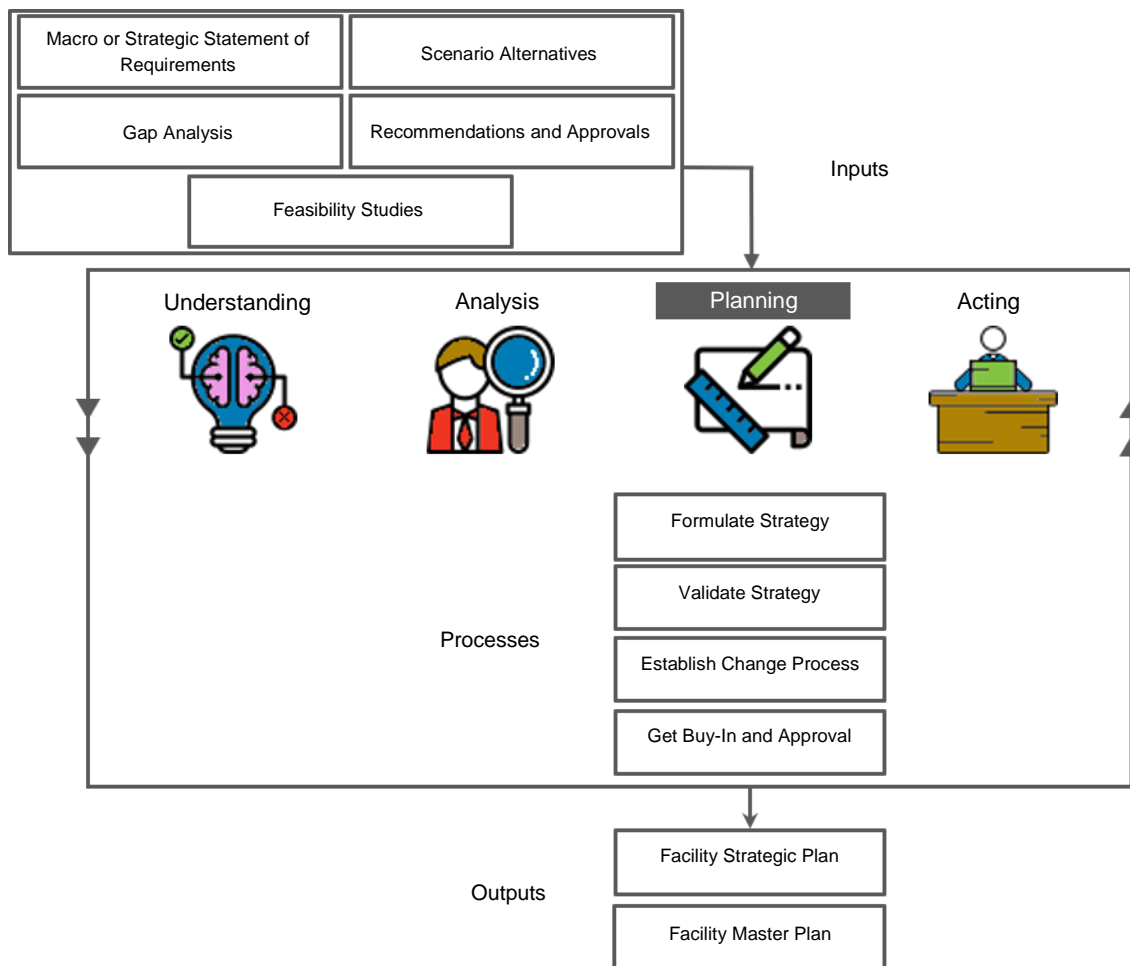 Macro or Strategic Statement of
Requirements
Scenario Alternatives
Gap Analysis
Recommendations and Approvals
Feasibility Studies
Inputs
Understanding
Analysis
Planning
Acting
Formulate Strategy
Validate Strategy
Processes
Establish Change Process
Get Buy-In and Approval
Facility Strategic Plan
Outputs
Facility Master Plan